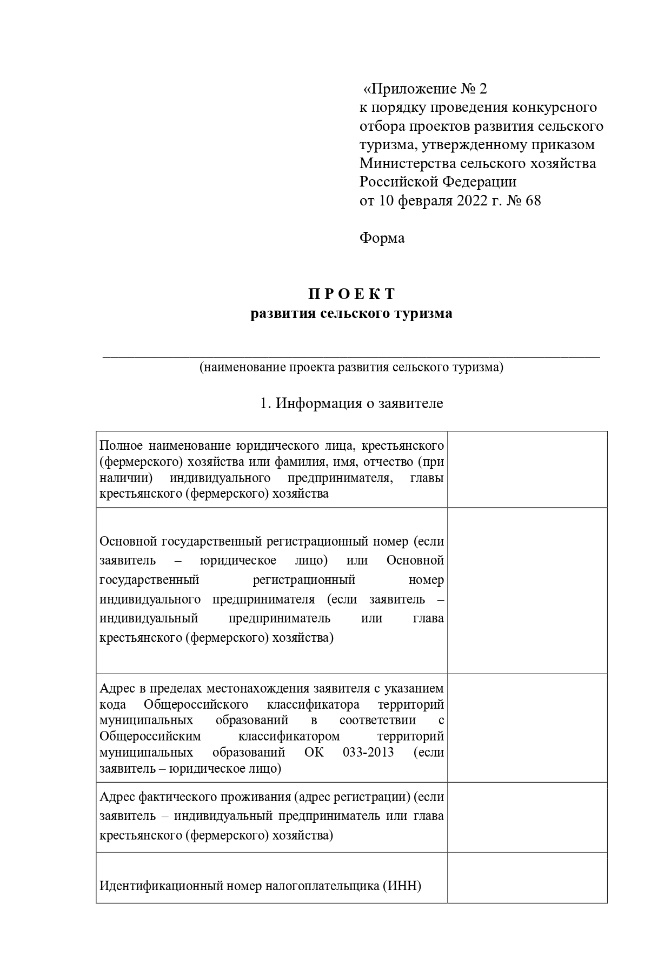 «Приложение № 2
к порядку проведения конкурсного
отбора проектов развития сельского
туризма, утвержденному приказом
Министерства сельского хозяйства
Российской Федерации
от 10 февраля 2022 г. № 68
Форма
П Р О Е К Т
развития сельского туризма
(наименование проекта развития сельского туризма)
1. Информация о заявителе
Полное наименование юридического лица, крестьянского
(фермерского) хозяйства или фамилия, имя, отчество (при
наличии) индивидуального предпринимателя, главы
крестьянского (фермерского) хозяйства
Основной государственный регистрационный номер (если
заявитель – юридическое лицо) или Основной
государственный регистрационный номер
индивидуального предпринимателя (если заявитель –
индивидуальный предприниматель или глава
крестьянского (фермерского) хозяйства)
Адрес в пределах местонахождения заявителя с указанием
кода Общероссийского классификатора территорий
муниципальных образований в соответствии с
Общероссийским классификатором территорий
муниципальных образований ОК 033-2013 (если
заявитель – юридическое лицо)
Адрес фактического проживания (адрес регистрации) (если
заявитель – индивидуальный предприниматель или глава
крестьянского (фермерского) хозяйства)
Идентификационный номер налогоплательщика (ИНН)